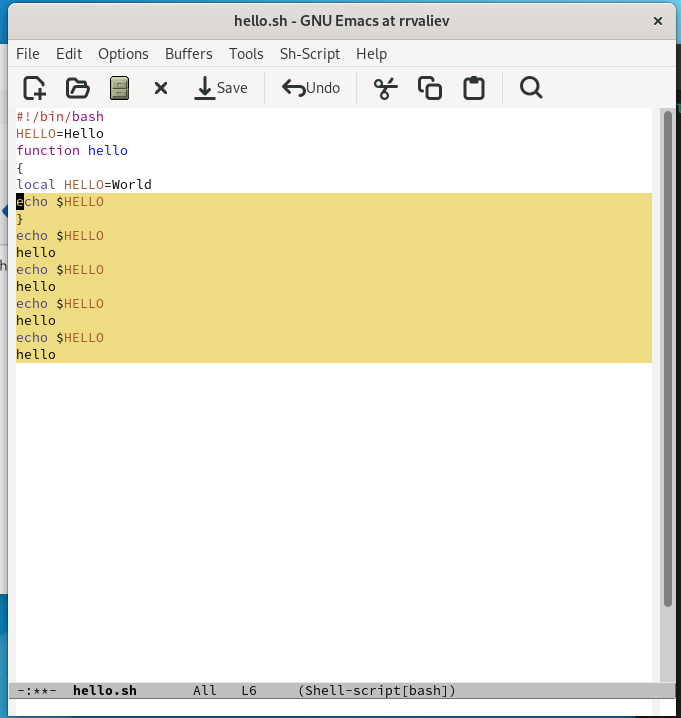 hello.sh - GNU Emacs at rrvaliev
File Edit Options Buffers Tools Sh-Script Help
Save Undo
#!/bin/bash
HELLO=Hello
function hello
{
local HELLO=World
echo $HELLO
}
echo $HELLO
hello
echo $HELLO
hello
echo $HELLO
hello
echo $HELLO
hello
-:**- hello.sh All L6 (Shell-script[bash])